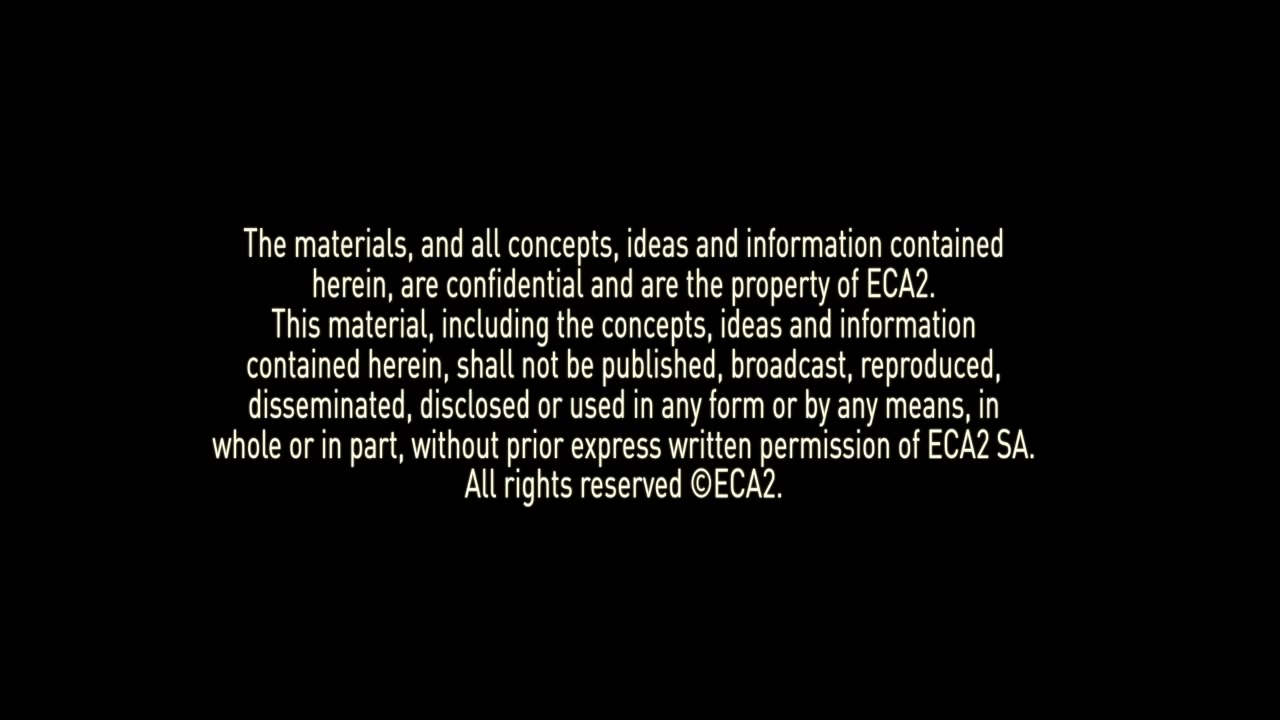 The materials, and all concepts, ideas and information contained
herein, are confidential and are the property of ECA2.
This material, including the concepts, ideas and information
contained herein, shall not be published, broadcast, reproduced,
disseminated, disclosed or used in any form or by any means, in
whole or in part, without prior express written permission of ECA2 SA.
All rights reserved ©ECA2.